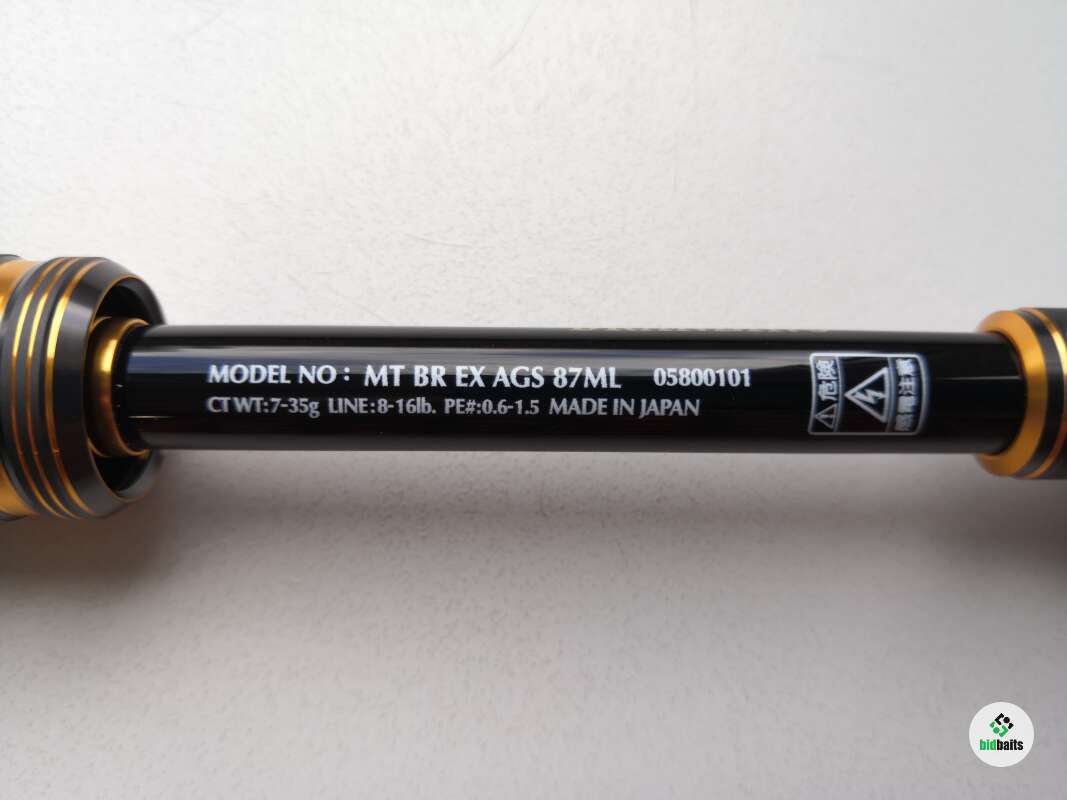 MODEL NO : MT BR EX AGS 87ML 05800101
CT WT:7-35g LINE:8-16lb. PE#:0.6-1.5 MADE IN JAPAN
危険
感電注意
bidbaits